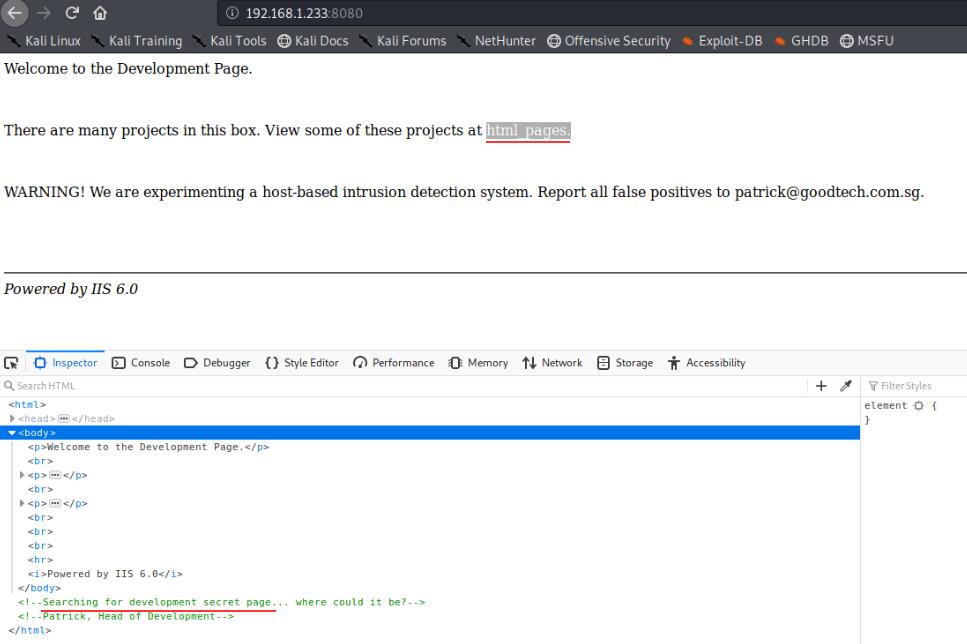 192.168.1.233:8080
Kali Linux Kali Training Kali Tools Kali Docs Kali Forums NetHunter Offensive Security Exploit-DB GHDB MSFU
Welcome to the Development Page.
There are many projects in this box. View some of these projects at html_pages.
WARNING! We are experimenting a host-based intrusion detection system. Report all false positives to patrick@goodtech.com.sg.
Powered by IIS 6.0
Inspector Console Debugger {} Style Editor Performance Memory Network Storage Accessibility
Search HTML + Filter Styles
<html>
<head>...</head>
<body>
<p>Welcome to the Development Page.</p>
<br>
<p>...</p>
<br>
<p>...</p>
<br>
<br>
<br>
<hr>
<i>Powered by IIS 6.0</i>
</body>
<!--Searching for development secret page... where could it be?-->
<!--Patrick, Head of Development-->
</html>
element {
}